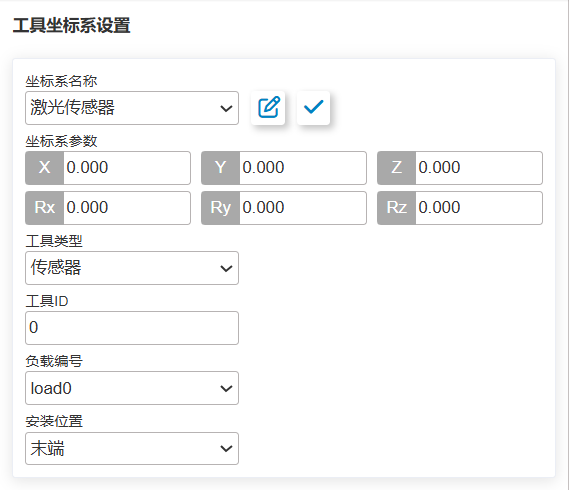 工具坐标系设置
坐标系名称
激光传感器
坐标系参数
X 0.000 Y 0.000 Z 0.000
Rx 0.000 Ry 0.000 Rz 0.000
工具类型
传感器
工具ID
0
负载编号
load0
安装位置
末端